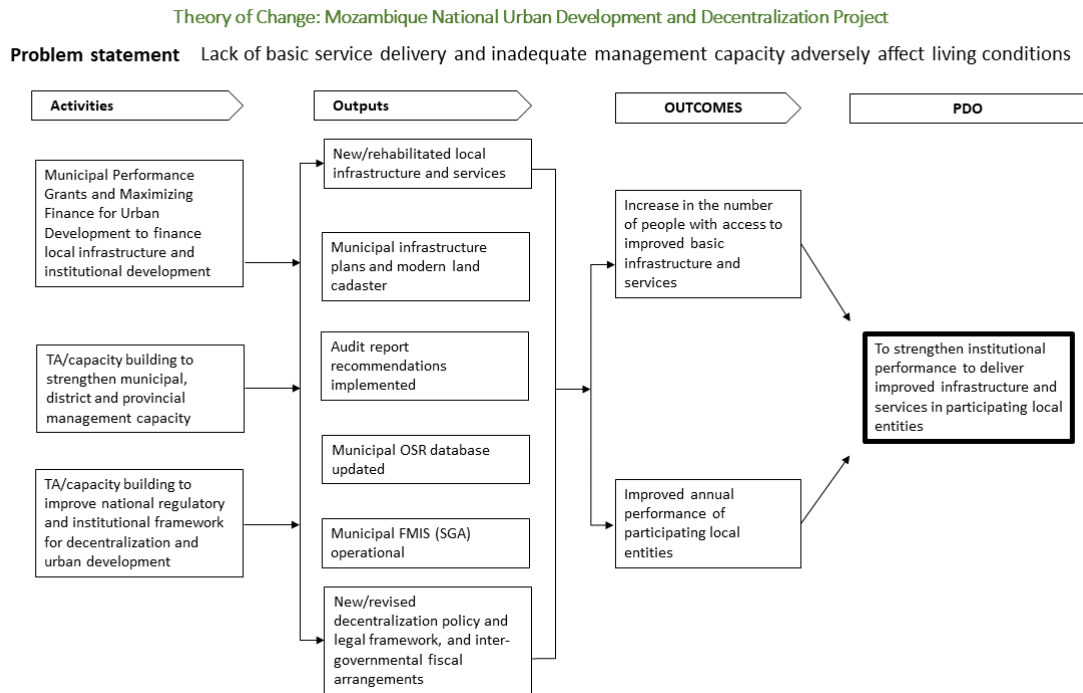 Theory of Change: Mozambique National Urban Development and Decentralization Project
Problem statement Lack of basic service delivery and inadequate management capacity adversely affect living conditions
Activities
Outputs
OUTCOMES
PDO
Municipal Performance
Grants and Maximizing
Finance for Urban
Development to finance
local infrastructure and
institutional development
TA/capacity building to
strengthen municipal,
district and provincial
management capacity
TA/capacity building to
improve national regulatory
and institutional framework
for decentralization and
urban development
New/rehabilitated local
infrastructure and services
Municipal infrastructure
plans and modern land
cadaster
Audit report
recommendations
implemented
Municipal OSR database
updated
Municipal FMIS (SGA)
operational
New/revised
decentralization policy and
legal framework, and inter-
governmental fiscal
arrangements
Increase in the number
of people with access to
improved basic
infrastructure and
services
Improved annual
performance of
participating local
entities
To strengthen institutional
performance to deliver
improved infrastructure and
services in participating local
entities